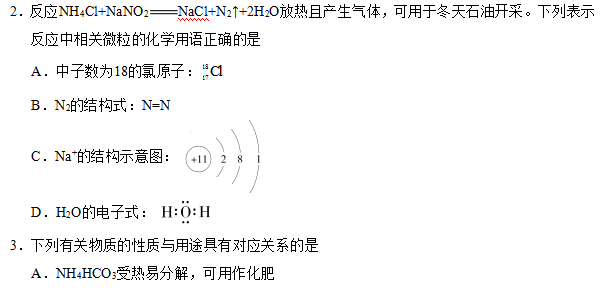 2．反应NH₄Cl+NaNO₂═══NaCl+N₂↑+2H₂O放热且产生气体，可用于冬天石油开采。下列表示
反应中相关微粒的化学用语正确的是
A．中子数为18的氯原子：¹⁸₁₇Cl
B．N₂的结构式：N=N
C．Na⁺的结构示意图： +11 2 8 1
D．H₂O的电子式： H:Ö̤:H
3．下列有关物质的性质与用途具有对应关系的是
A．NH₄HCO₃受热易分解，可用作化肥